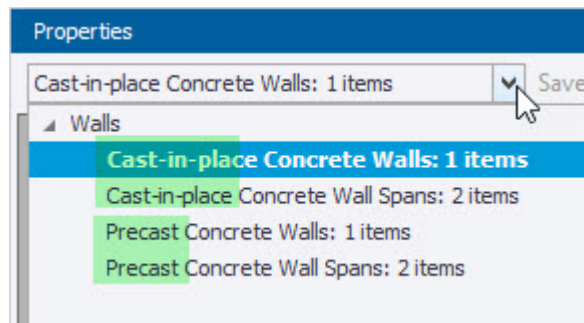 Properties
Cast-in-place Concrete Walls: 1 items Save
Walls
Cast-in-place Concrete Walls: 1 items
Cast-in-place Concrete Wall Spans: 2 items
Precast Concrete Walls: 1 items
Precast Concrete Wall Spans: 2 items